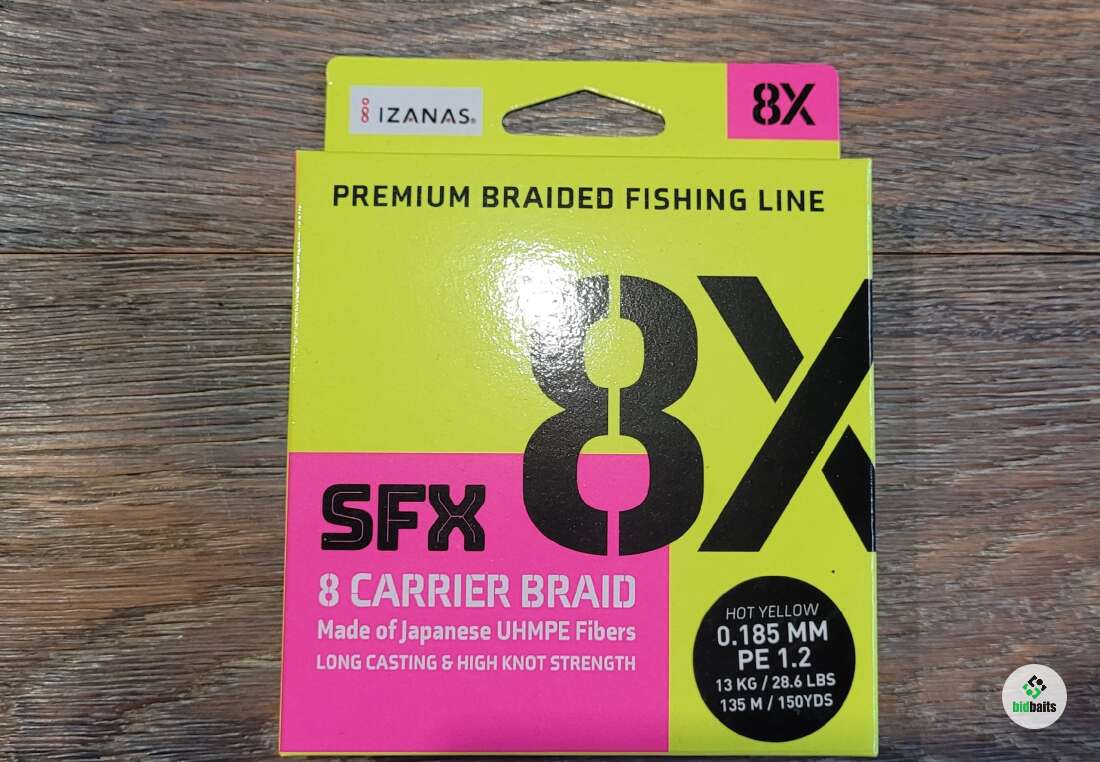 IZANAS®
8X
PREMIUM BRAIDED FISHING LINE
8X
SFX
8 CARRIER BRAID
Made of Japanese UHMPE Fibers
LONG CASTING & HIGH KNOT STRENGTH
HOT YELLOW
0.185 MM
PE 1.2
13 KG / 28.6 LBS
135 M / 150YDS
bidbaits